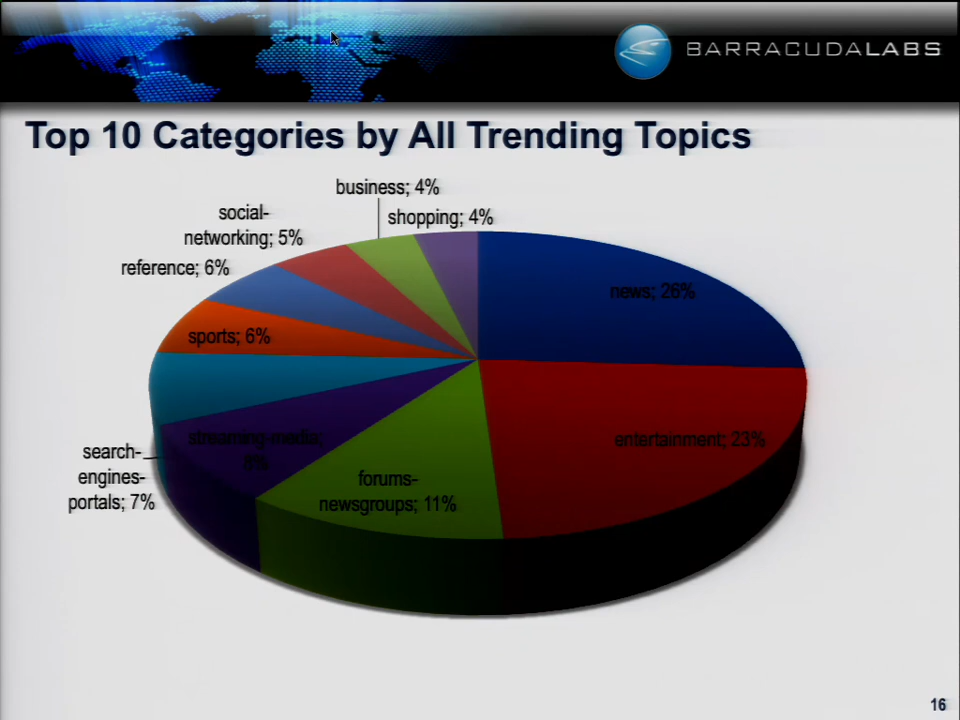 BARRACUDALABS
Top 10 Categories by All Trending Topics
business; 4%
social-
networking; 5%
shopping; 4%
reference; 6%
news; 26%
sports; 6%
streaming-media;
8%
entertainment; 23%
search-
engines-
portals; 7%
forums-
newsgroups; 11%
16